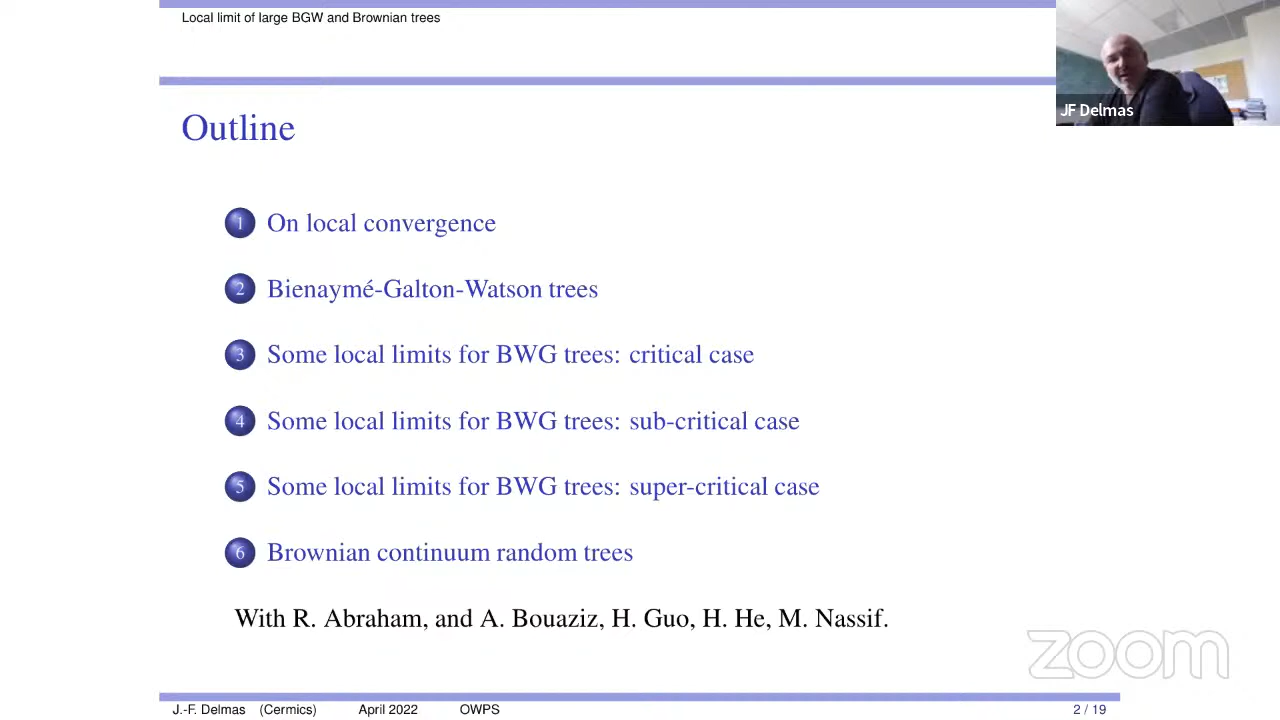 Local limit of large BGW and Brownian trees
JF Delmas
Outline
1 On local convergence
2 Bienaymé-Galton-Watson trees
3 Some local limits for BWG trees: critical case
4 Some local limits for BWG trees: sub-critical case
5 Some local limits for BWG trees: super-critical case
6 Brownian continuum random trees
With R. Abraham, and A. Bouaziz, H. Guo, H. He, M. Nassif.
zoom
J.-F. Delmas (Cermics) April 2022 OWPS 2 / 19